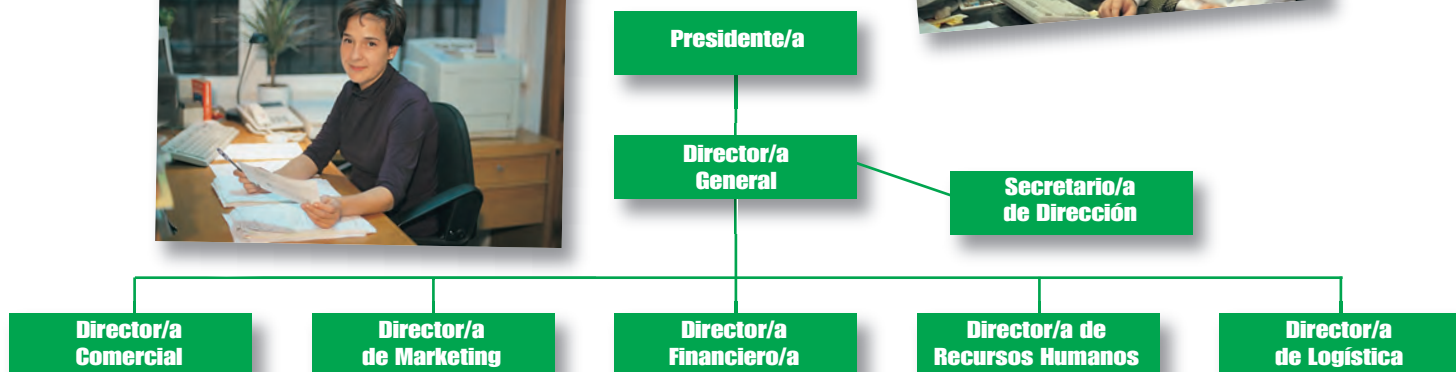 Presidente/a
Director/a
General
Secretario/a
de Dirección
Director/a
Comercial
Director/a
de Marketing
Director/a
Financiero/a
Director/a de
Recursos Humanos
Director/a
de Logística